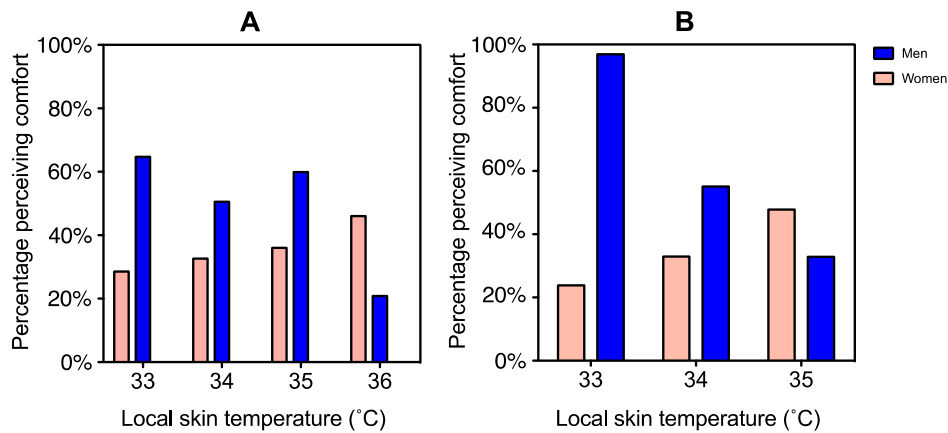 A
Percentage perceiving comfort
100%
80%
60%
40%
20%
0%
33 34 35 36
Local skin temperature (˚C)
B
Percentage perceiving comfort
100%
80%
60%
40%
20%
0%
33 34 35
Local skin temperature (˚C)
Men
Women